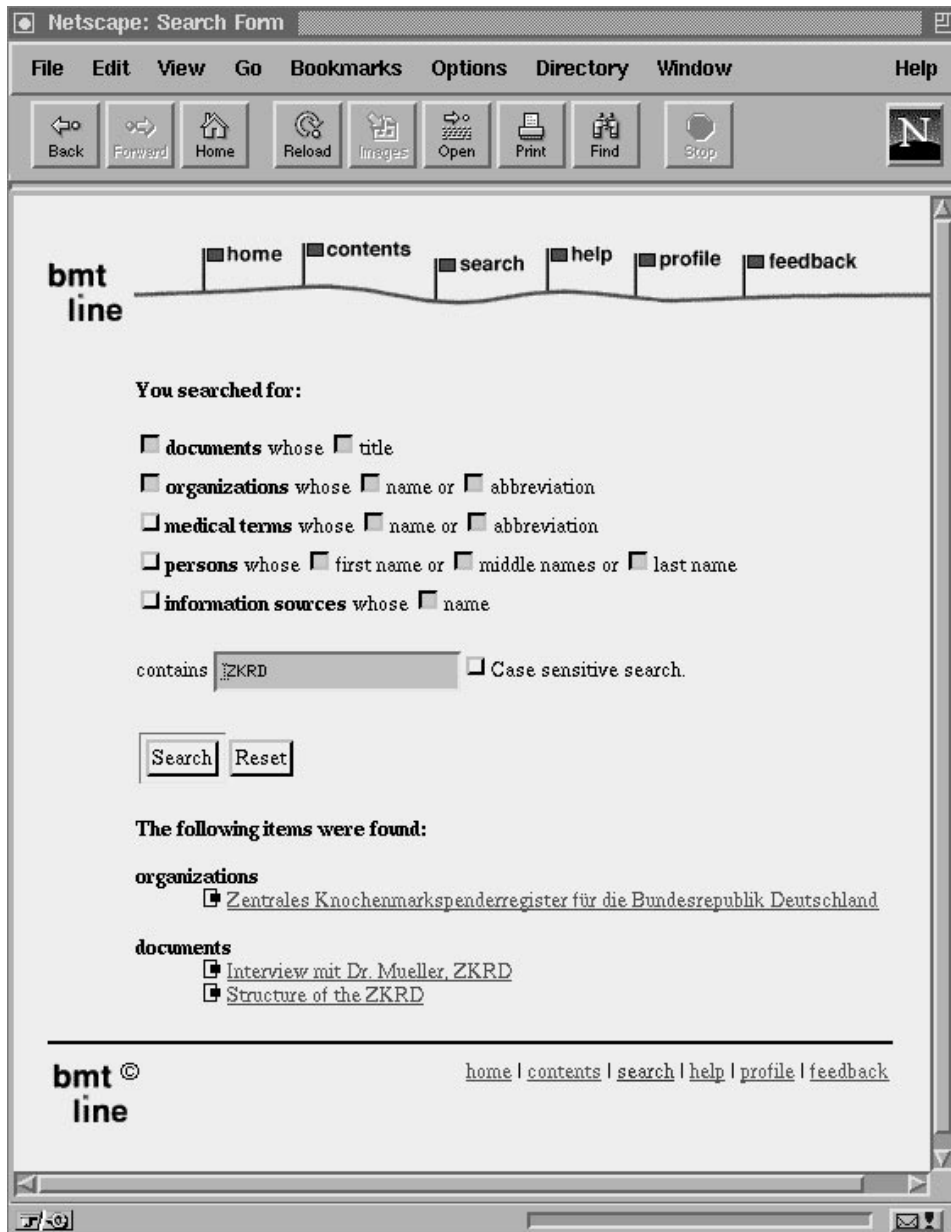 Netscape: Search Form
File Edit View Go Bookmarks Options Directory Window Help
Back Forward Home Reload Images Open Print Find Stop N
home contents search help profile feedback
bmt
line
You searched for:
documents whose title
organizations whose name or abbreviation
medical terms whose name or abbreviation
persons whose first name or middle names or last name
information sources whose name
contains ZKRD Case sensitive search.
Search Reset
The following items were found:
organizations
Zentrales Knochenmarkspenderregister für die Bundesrepublik Deutschland
documents
Interview mit Dr. Mueller, ZKRD
Structure of the ZKRD
bmt © home | contents | search | help | profile | feedback
line